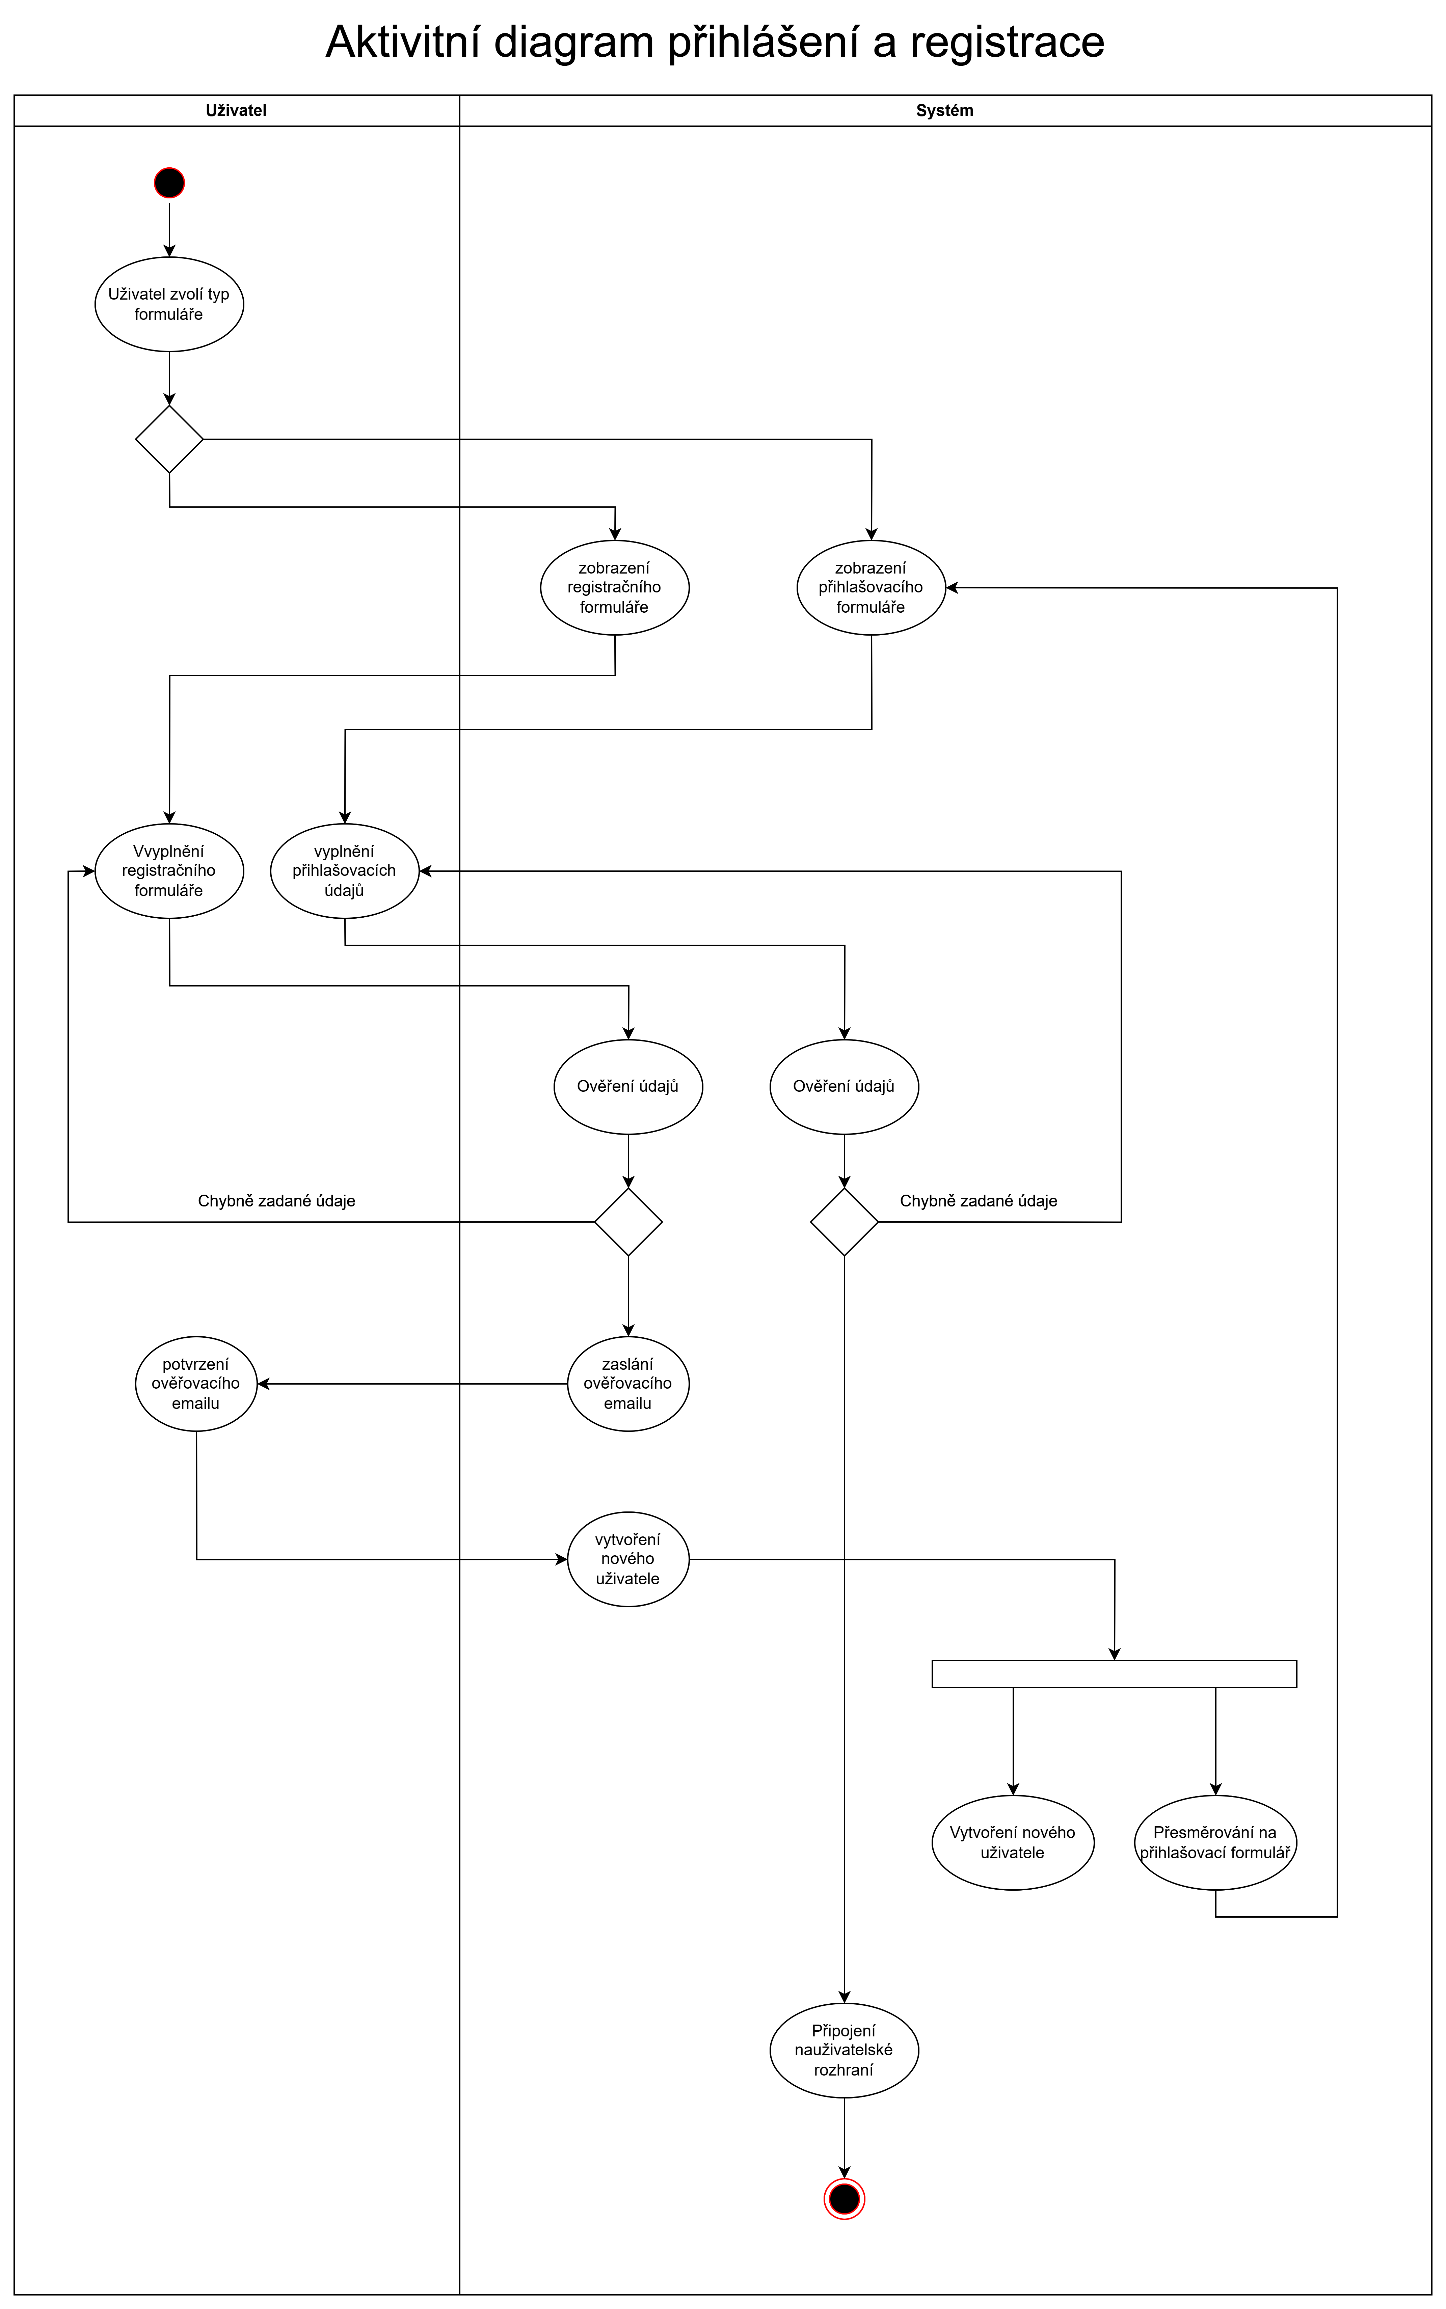 Aktivitní diagram přihlášení a registrace
Uživatel
Systém
Uživatel zvolí typ
formuláře
zobrazení
registračního
formuláře
zobrazení
přihlašovacího
formuláře
Vvyplnění
registračního
formuláře
vyplnění
přihlašovacích
údajů
Ověření údajů
Ověření údajů
Chybně zadané údaje
Chybně zadané údaje
potvrzení
ověřovacího
emailu
zaslání
ověřovacího
emailu
vytvoření
nového
uživatele
Vytvoření nového
uživatele
Přesměrování na
přihlašovací formulář
Připojení
nauživatelské
rozhraní